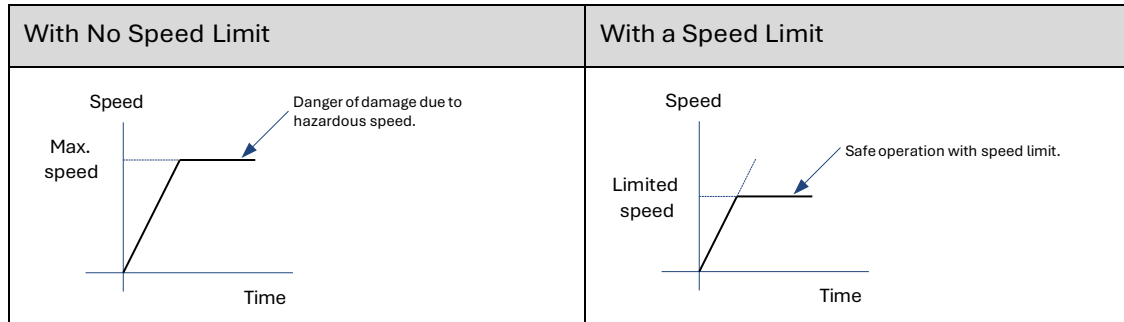 With No Speed Limit
With a Speed Limit
Speed
Danger of damage due to
hazardous speed.
Max.
speed
Time
Speed
Safe operation with speed limit.
Limited
speed
Time